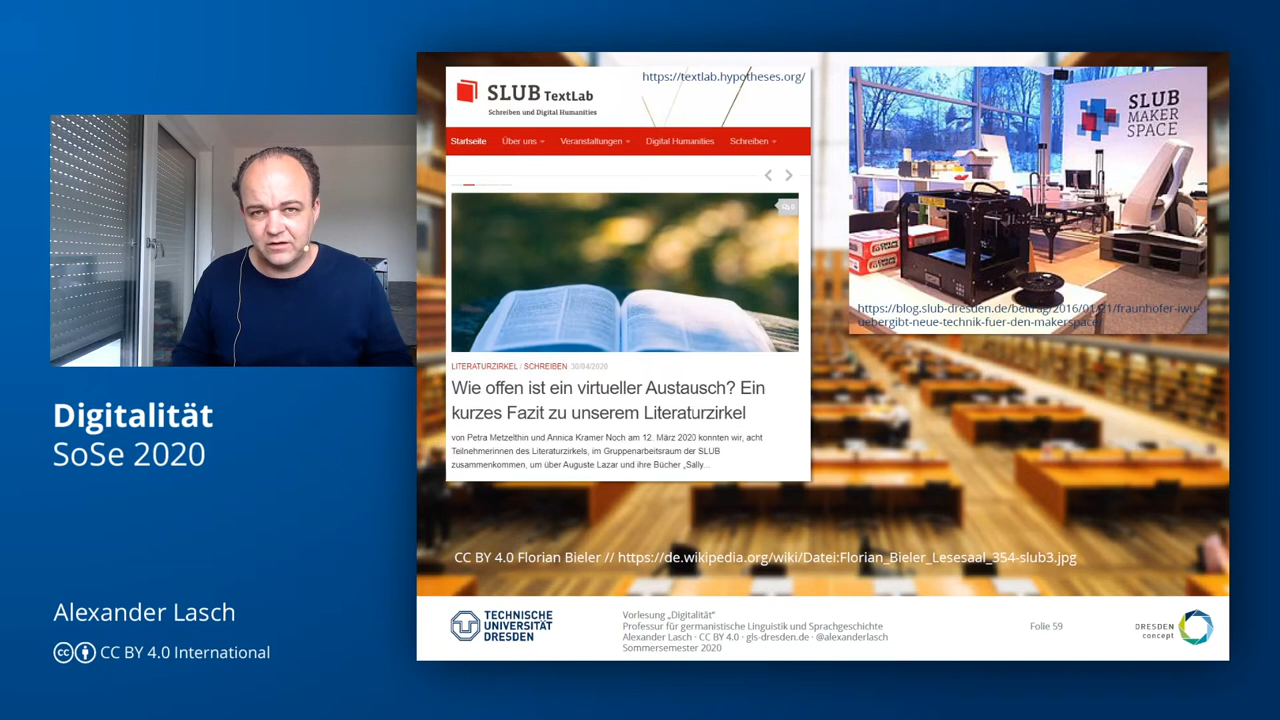 https://textlab.hypotheses.org/
SLUB TextLab
Schreiben und Digital Humanities
Startseite Über uns Veranstaltungen Digital Humanities Schreiben
LITERATURZIRKEL / SCHREIBEN 30/04/2020
Wie offen ist ein virtueller Austausch? Ein
kurzes Fazit zu unserem Literaturzirkel
von Petra Metzelthin und Annica Kramer Noch am 12. März 2020 konnten wir, acht
Teilnehmerinnen des Literaturzirkels, im Gruppenarbeitsraum der SLUB
zusammenkommen, um über Auguste Lazar und ihre Bücher „Sally...
SLUB
MAKER
SPACE
https://blog.slub-dresden.de/beitrag/2016/01/21/fraunhofer-iwu-
uebergibt-neue-technik-fuer-den-makerspace/
CC BY 4.0 Florian Bieler // https://de.wikipedia.org/wiki/Datei:Florian_Bieler_Lesesaal_354-slub3.jpg
Digitalität
SoSe 2020
Alexander Lasch
CC BY 4.0 International
TECHNISCHE
UNIVERSITÄT
DRESDEN
Vorlesung „Digitalität“
Professur für germanistische Linguistik und Sprachgeschichte
Alexander Lasch · CC BY 4.0 · gls-dresden.de · @alexanderlasch
Sommersemester 2020
Folie 59
DRESDEN
concept